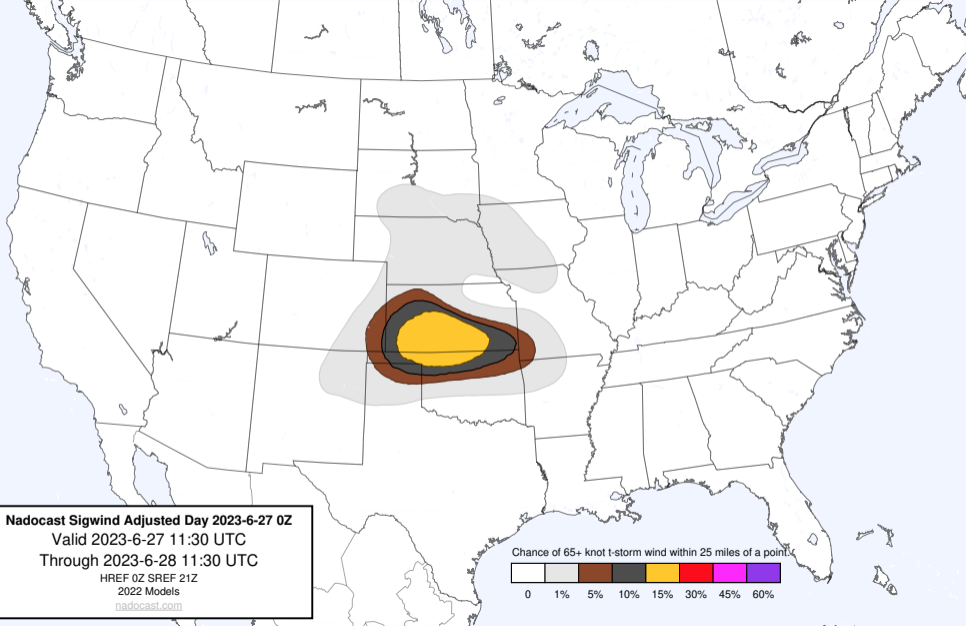 Nadocast Sigwind Adjusted Day 2023-6-27 0Z
Valid 2023-6-27 11:30 UTC
Through 2023-6-28 11:30 UTC
HREF 0Z SREF 21Z
2022 Models
nadocast.com
Chance of 65+ knot t-storm wind within 25 miles of a point.
0 1% 5% 10% 15% 30% 45% 60%